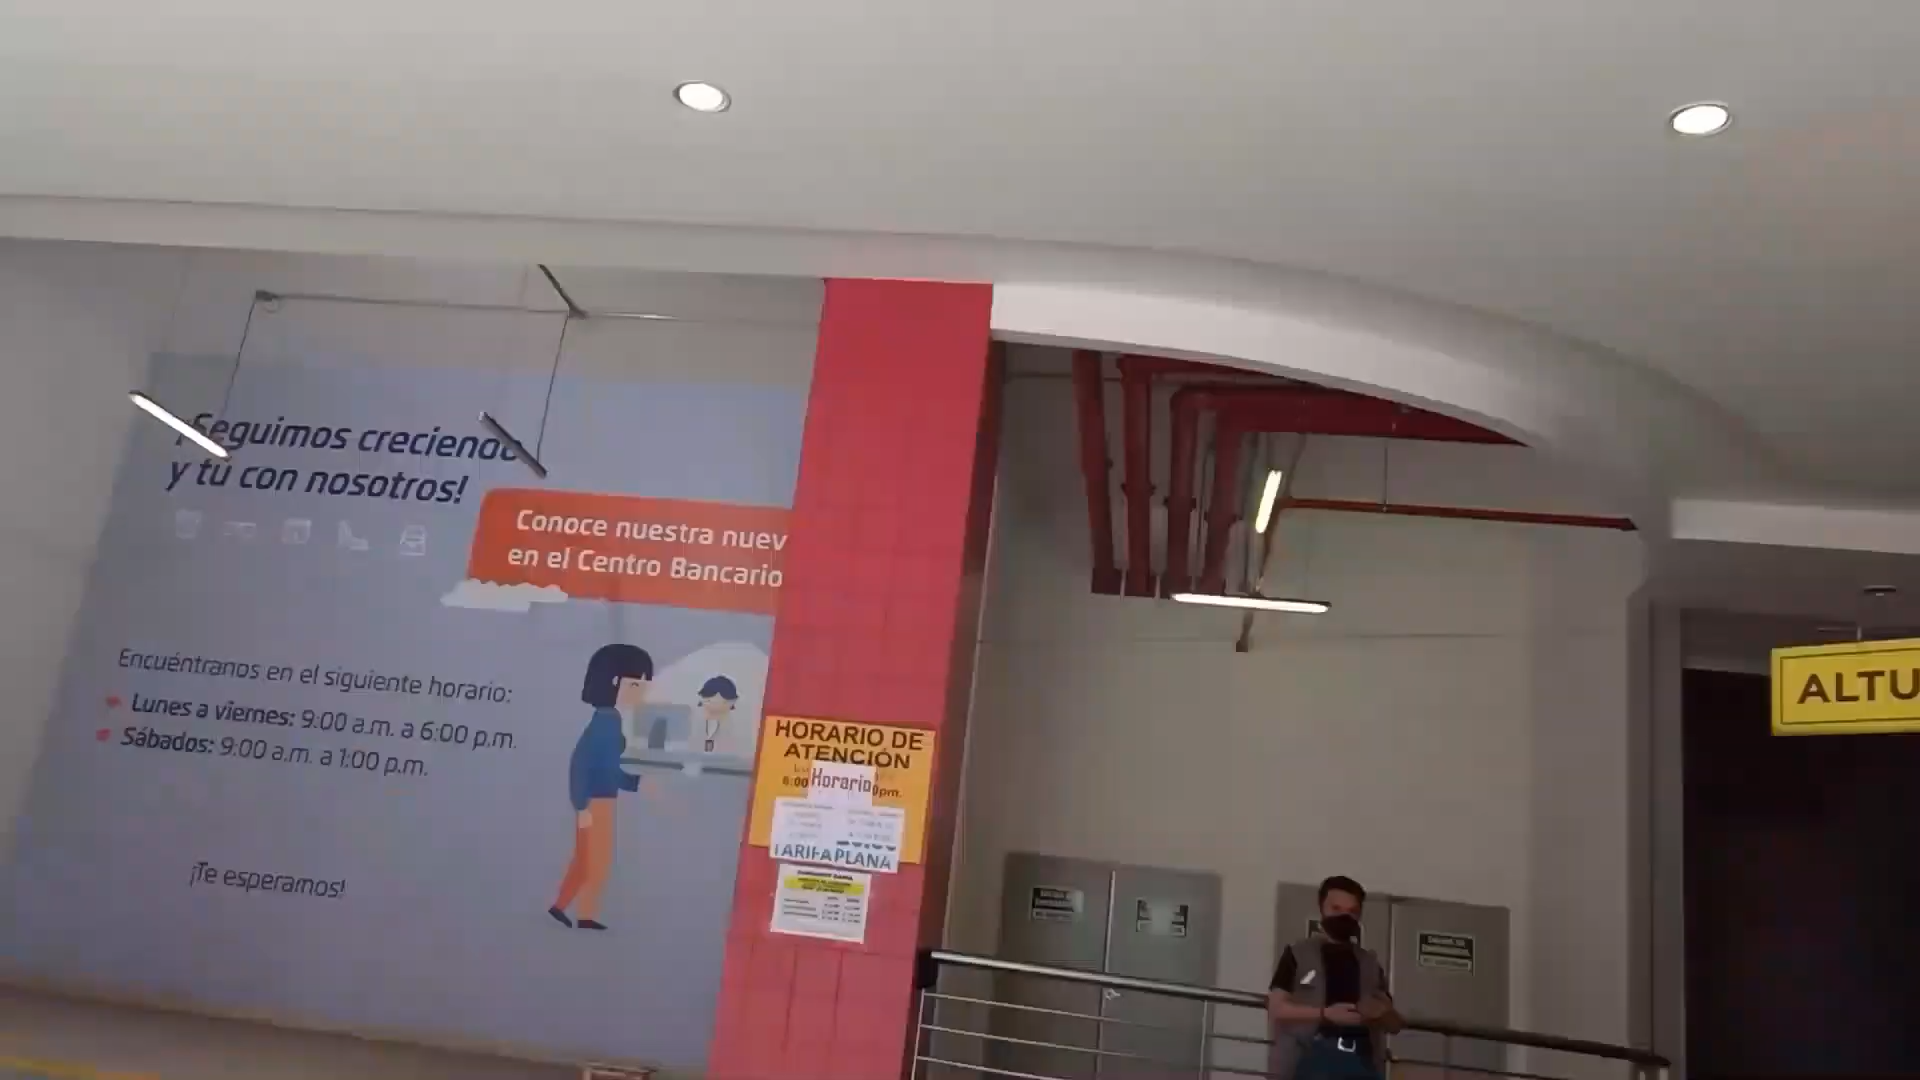 ¡Seguimos creciendo
y tú con nosotros!
Conoce nuestra nuev
en el Centro Bancario
Encuéntranos en el siguiente horario:
Lunes a viernes: 9:00 a.m. a 6:00 p.m.
Sábados: 9:00 a.m. a 1:00 p.m.
¡Te esperamos!
HORARIO DE
ATENCIÓN
Horario
TARIFA PLANA
ALTU